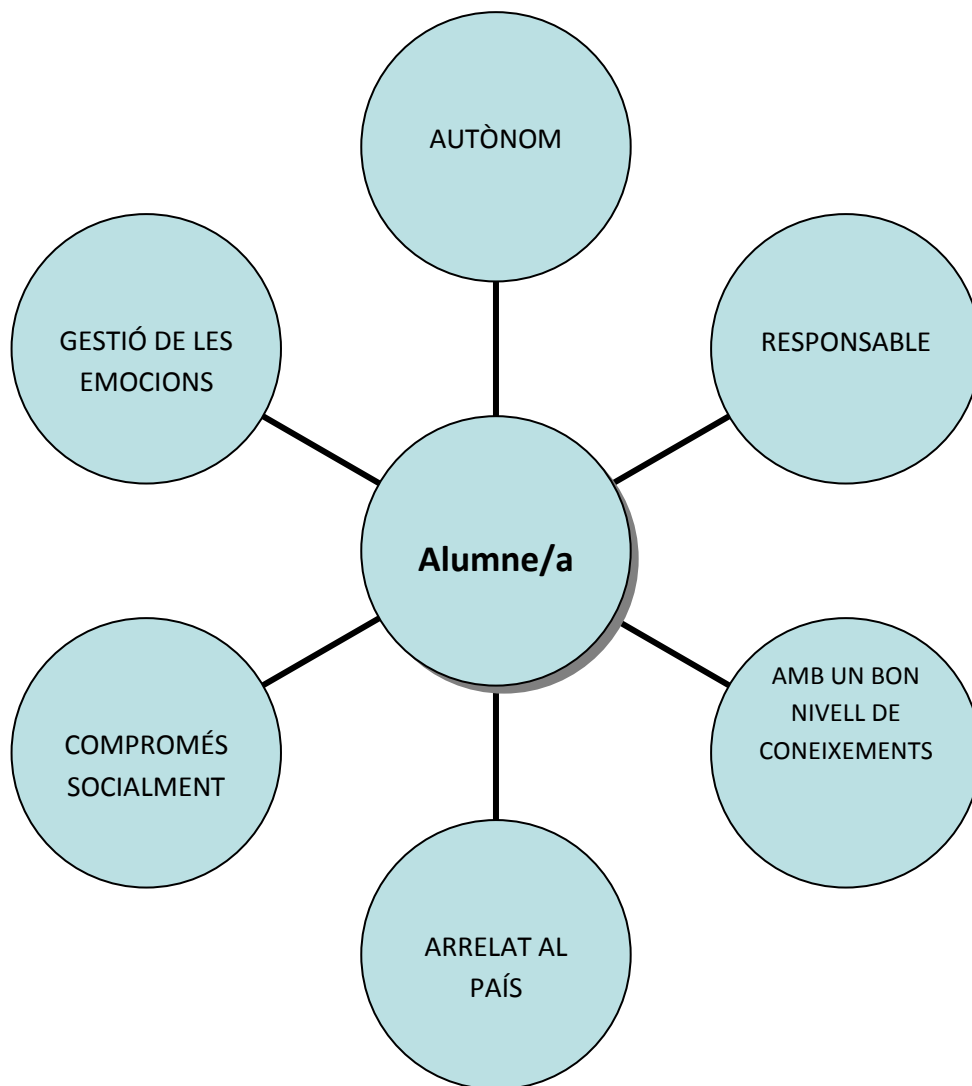 AUTÒNOM
GESTIÓ DE LES
EMOCIONS
RESPONSABLE
Alumne/a
COMPROMÉS
SOCIALMENT
AMB UN BON
NIVELL DE
CONEIXEMENTS
ARRELAT AL
PAÍS